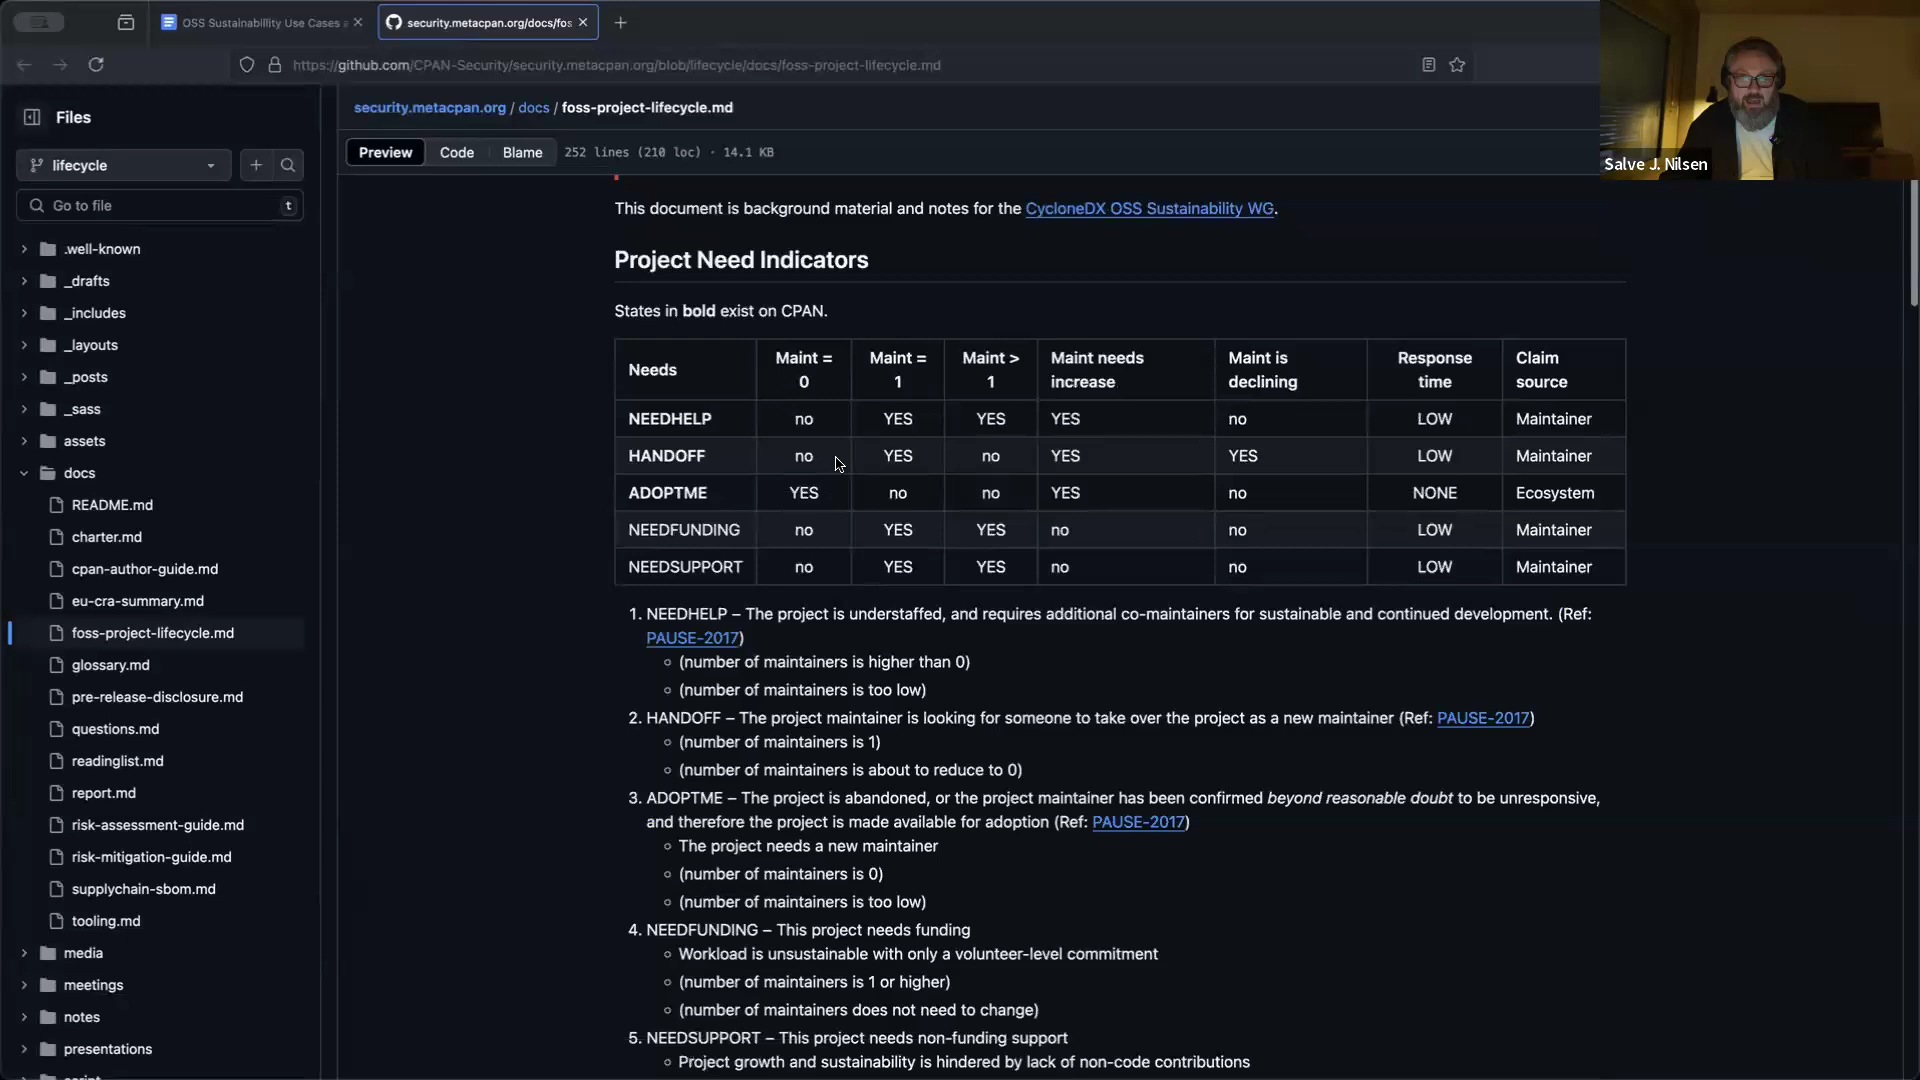 OSS Sustainabillity Use Cases a
security.metacpan.org/docs/fos
https://github.com/CPAN-Security/security.metacpan.org/blob/lifecycle/docs/foss-project-lifecycle.md
Salve J. Nilsen
Files
lifecycle
Go to file
t
.well-known
_drafts
_includes
_layouts
_posts
_sass
assets
docs
README.md
charter.md
cpan-author-guide.md
eu-cra-summary.md
foss-project-lifecycle.md
glossary.md
pre-release-disclosure.md
questions.md
readinglist.md
report.md
risk-assessment-guide.md
risk-mitigation-guide.md
supplychain-sbom.md
tooling.md
media
meetings
notes
presentations
security.metacpan.org / docs / foss-project-lifecycle.md
Preview Code Blame 252 lines (210 loc) · 14.1 KB
This document is background material and notes for the CycloneDX OSS Sustainability WG.
Project Need Indicators
States in bold exist on CPAN.
Needs Maint = 0 Maint = 1 Maint > 1 Maint needs increase Maint is declining Response time Claim source
NEEDHELP no YES YES YES no LOW Maintainer
HANDOFF no YES no YES YES LOW Maintainer
ADOPTME YES no no YES no NONE Ecosystem
NEEDFUNDING no YES YES no no LOW Maintainer
NEEDSUPPORT no YES YES no no LOW Maintainer
1. NEEDHELP – The project is understaffed, and requires additional co-maintainers for sustainable and continued development. (Ref:
PAUSE-2017)
(number of maintainers is higher than 0)
(number of maintainers is too low)
2. HANDOFF – The project maintainer is looking for someone to take over the project as a new maintainer (Ref: PAUSE-2017)
(number of maintainers is 1)
(number of maintainers is about to reduce to 0)
3. ADOPTME – The project is abandoned, or the project maintainer has been confirmed beyond reasonable doubt to be unresponsive,
and therefore the project is made available for adoption (Ref: PAUSE-2017)
The project needs a new maintainer
(number of maintainers is 0)
(number of maintainers is too low)
4. NEEDFUNDING – This project needs funding
Workload is unsustainable with only a volunteer-level commitment
(number of maintainers is 1 or higher)
(number of maintainers does not need to change)
5. NEEDSUPPORT – This project needs non-funding support
Project growth and sustainability is hindered by lack of non-code contributions